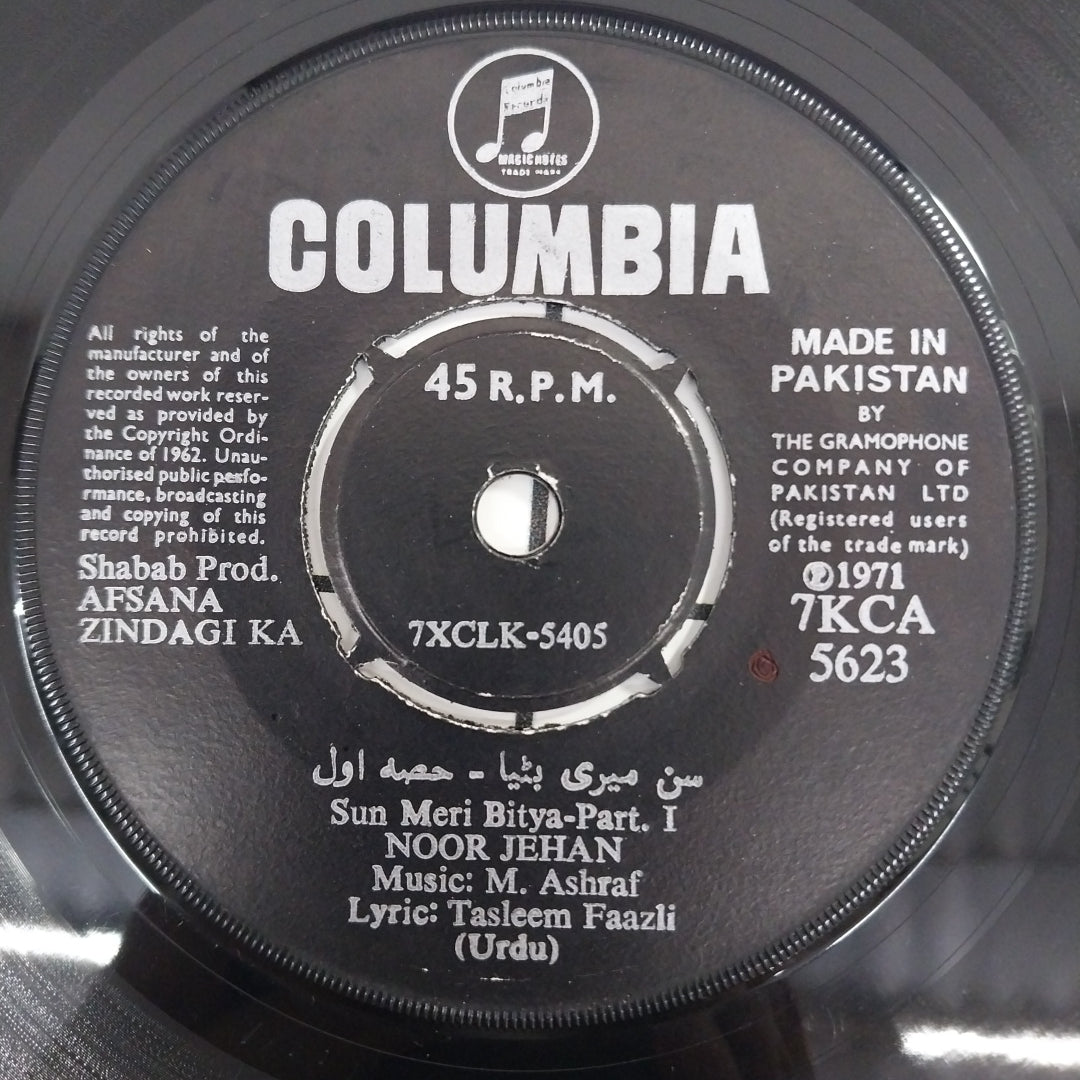 Columbia
Records
MAGIC NOTES
TRADE MARK
COLUMBIA
All rights of the
manufacturer and of
the owners of this
recorded work reser-
ved as provided by
the Copyright Ordi-
nance of 1962. Unau-
thorised public perfo-
rmance, broadcasting
and copying of this
record prohibited.
Shabab Prod.
AFSANA
ZINDAGI KA
45 R.P.M.
7XCLK-5405
MADE IN
PAKISTAN
BY
THE GRAMOPHONE
COMPANY OF
PAKISTAN LTD
(Registered users
of the trade mark)
Ⓟ1971
7KCA
5623
سن میری بٹیا - حصہ اول
Sun Meri Bitya-Part. I
NOOR JEHAN
Music: M. Ashraf
Lyric: Tasleem Faazli
(Urdu)